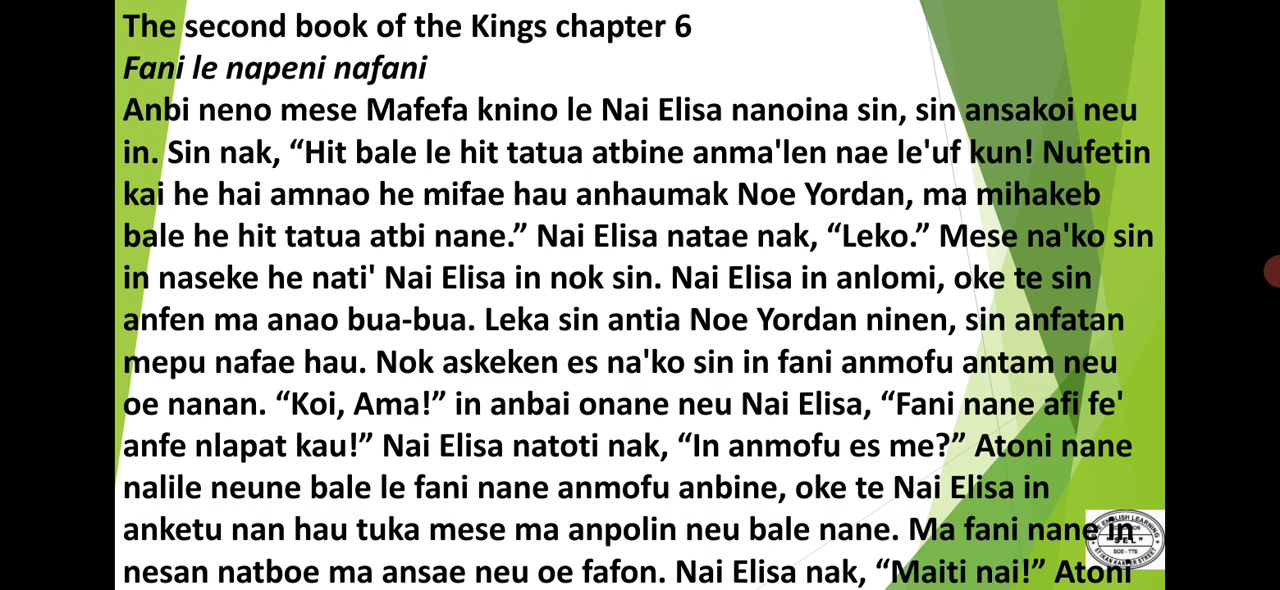 The second book of the Kings chapter 6
Fani le napeni nafani
Anbi neno mese Mafefa knino le Nai Elisa nanoina sin, sin ansakoi neu
in. Sin nak, “Hit bale le hit tatua atbine anma'len nae le'uf kun! Nufetin
kai he hai amnao he mifae hau anhaumak Noe Yordan, ma mihakeb
bale he hit tatua atbi nane.” Nai Elisa natae nak, “Leko.” Mese na'ko sin
in naseke he nati' Nai Elisa in nok sin. Nai Elisa in anlomi, oke te sin
anfen ma anao bua-bua. Leka sin antia Noe Yordan ninen, sin anfatan
mepu nafae hau. Nok askeken es na'ko sin in fani anmofu antam neu
oe nanan. “Koi, Ama!” in anbai onane neu Nai Elisa, “Fani nane afi fe'
anfe nlapat kau!” Nai Elisa natoti nak, “In anmofu es me?” Atoni nane
nalile neune bale le fani nane anmofu anbine, oke te Nai Elisa in
anketu nan hau tuka mese ma anpolin neu bale nane. Ma fani nane in
nesan natboe ma ansae neu oe fafon. Nai Elisa nak, “Maiti nai!” Atoni
ENGLISH LEARNING
SOE - TTS